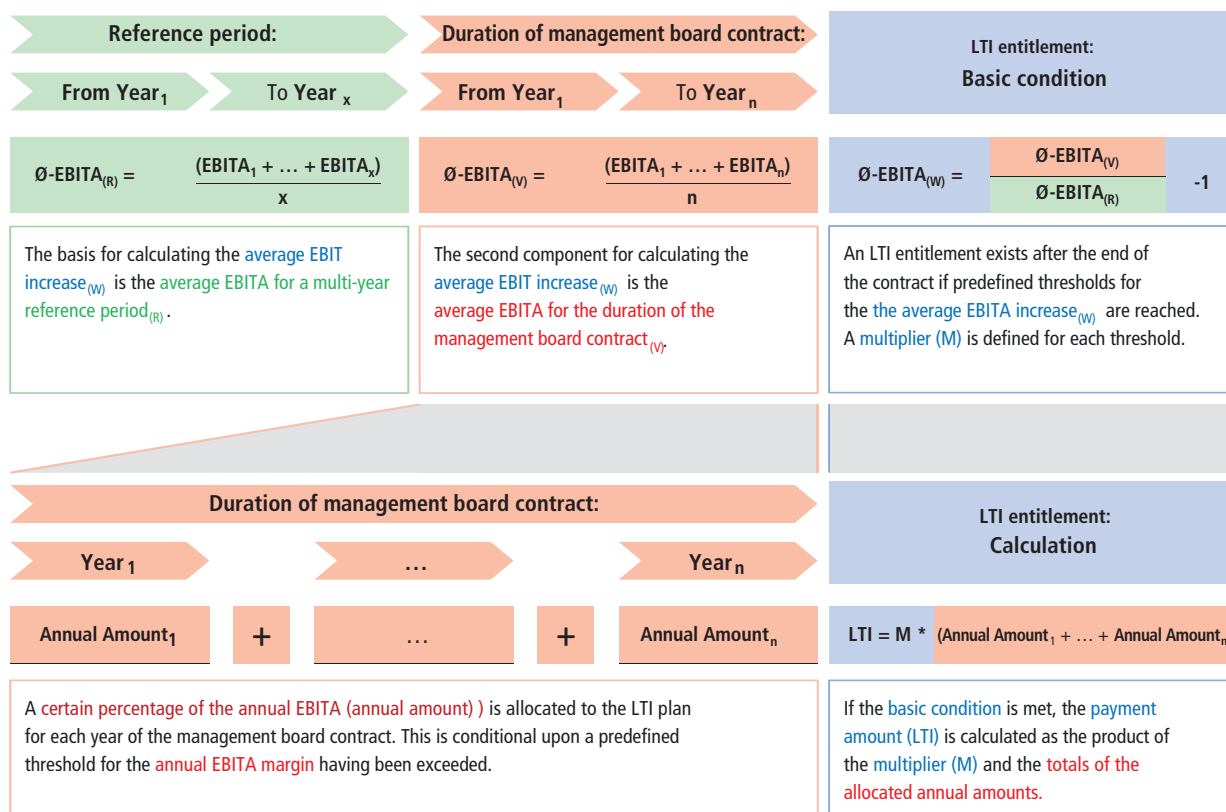 Reference period:
From Year1
To Year x
Ø-EBITA(R) =
(EBITA1 + … + EBITAx)
x
The basis for calculating the average EBIT
increase(W) is the average EBITA for a multi-year
reference period(R) .
Duration of management board contract:
From Year1
To Yearn
Ø-EBITA(V) =
(EBITA1 + … + EBITAn)
n
The second component for calculating the
average EBIT increase(W) is the
average EBITA for the duration of the
management board contract(V).
LTI entitlement:
Basic condition
Ø-EBITA(W) =
Ø-EBITA(V)
Ø-EBITA(R)
-1
An LTI entitlement exists after the end of
the contract if predefined thresholds for
the the average EBITA increase(W) are reached.
A multiplier (M) is defined for each threshold.
Duration of management board contract:
Year 1
…
Year n
Annual Amount1
+
…
+
Annual Amountn
A certain percentage of the annual EBITA (annual amount) ) is allocated to the LTI plan
for each year of the management board contract. This is conditional upon a predefined
threshold for the annual EBITA margin having been exceeded.
LTI entitlement:
Calculation
LTI = M * (Annual Amount1 + … + Annual Amountn
If the basic condition is met, the payment
amount (LTI) is calculated as the product of
the multiplier (M) and the totals of the
allocated annual amounts.